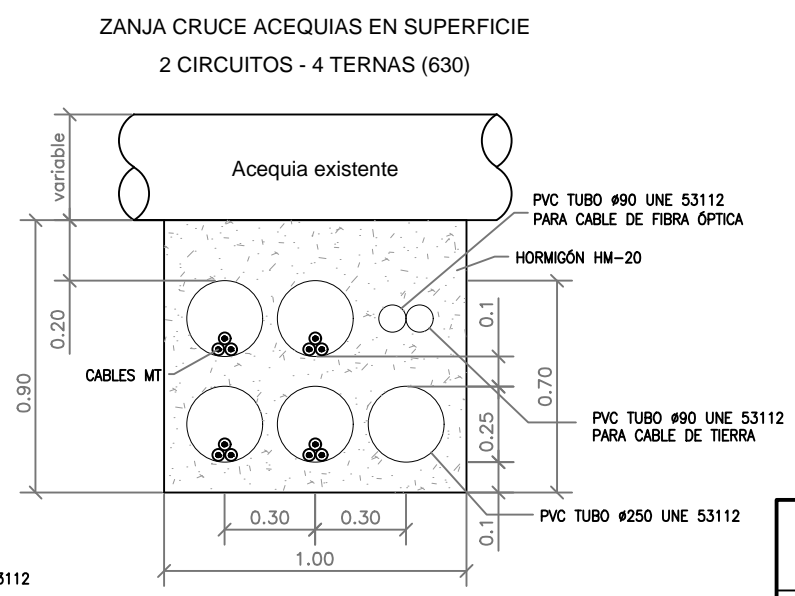 ZANJA CRUCE ACEQUIAS EN SUPERFICIE
2 CIRCUITOS - 4 TERNAS (630)
variable
Acequia existente
PVC TUBO ø90 UNE 53112
PARA CABLE DE FIBRA ÓPTICA
HORMIGÓN HM-20
0.20
0.1
CABLES MT
0.90
0.70
0.25
PVC TUBO ø90 UNE 53112
PARA CABLE DE TIERRA
0.30
0.30
0.1
PVC TUBO ø250 UNE 53112
1.00
3112